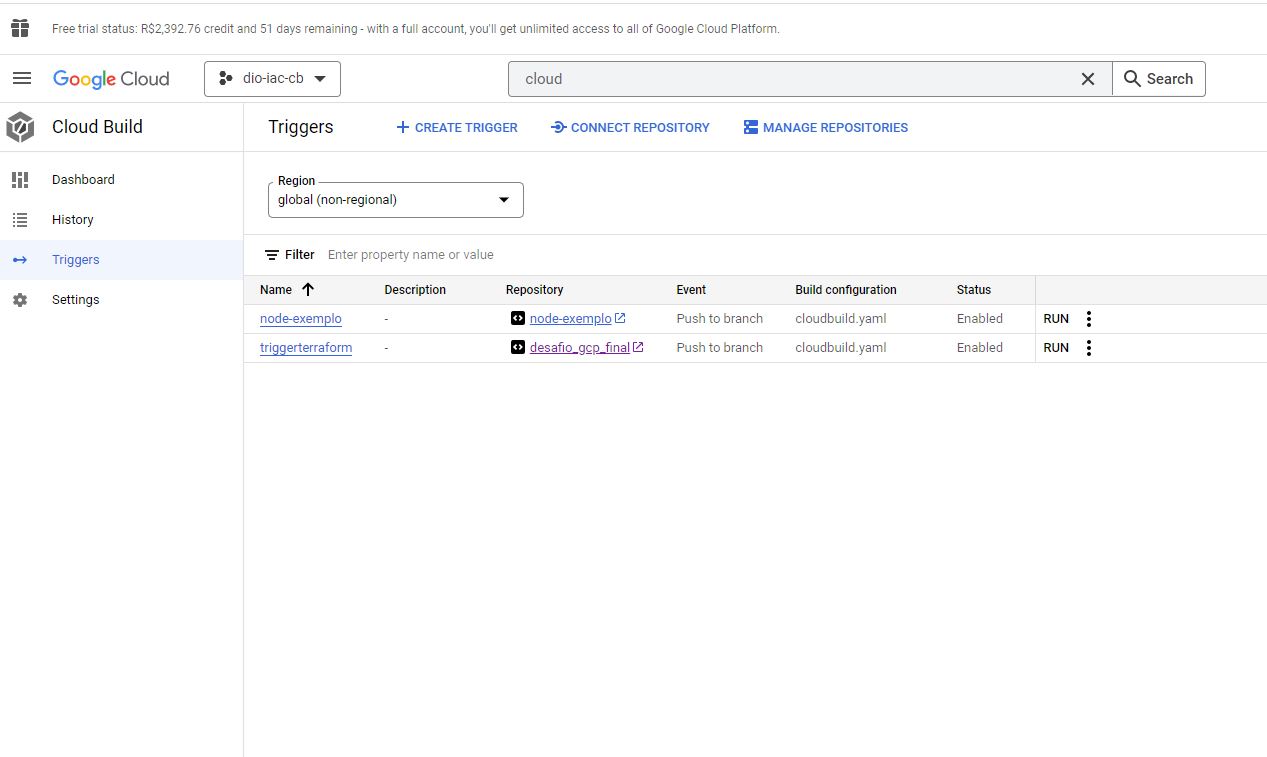 Free trial status: R$2,392.76 credit and 51 days remaining - with a full account, you'll get unlimited access to all of Google Cloud Platform.
Google Cloud dio-iac-cb cloud Search
Cloud Build Triggers CREATE TRIGGER CONNECT REPOSITORY MANAGE REPOSITORIES
Dashboard
History
Triggers
Settings
Region
global (non-regional)
Filter Enter property name or value
Name Description Repository Event Build configuration Status
node-exemplo - node-exemplo Push to branch cloudbuild.yaml Enabled RUN
triggerterraform - desafio_gcp_final Push to branch cloudbuild.yaml Enabled RUN